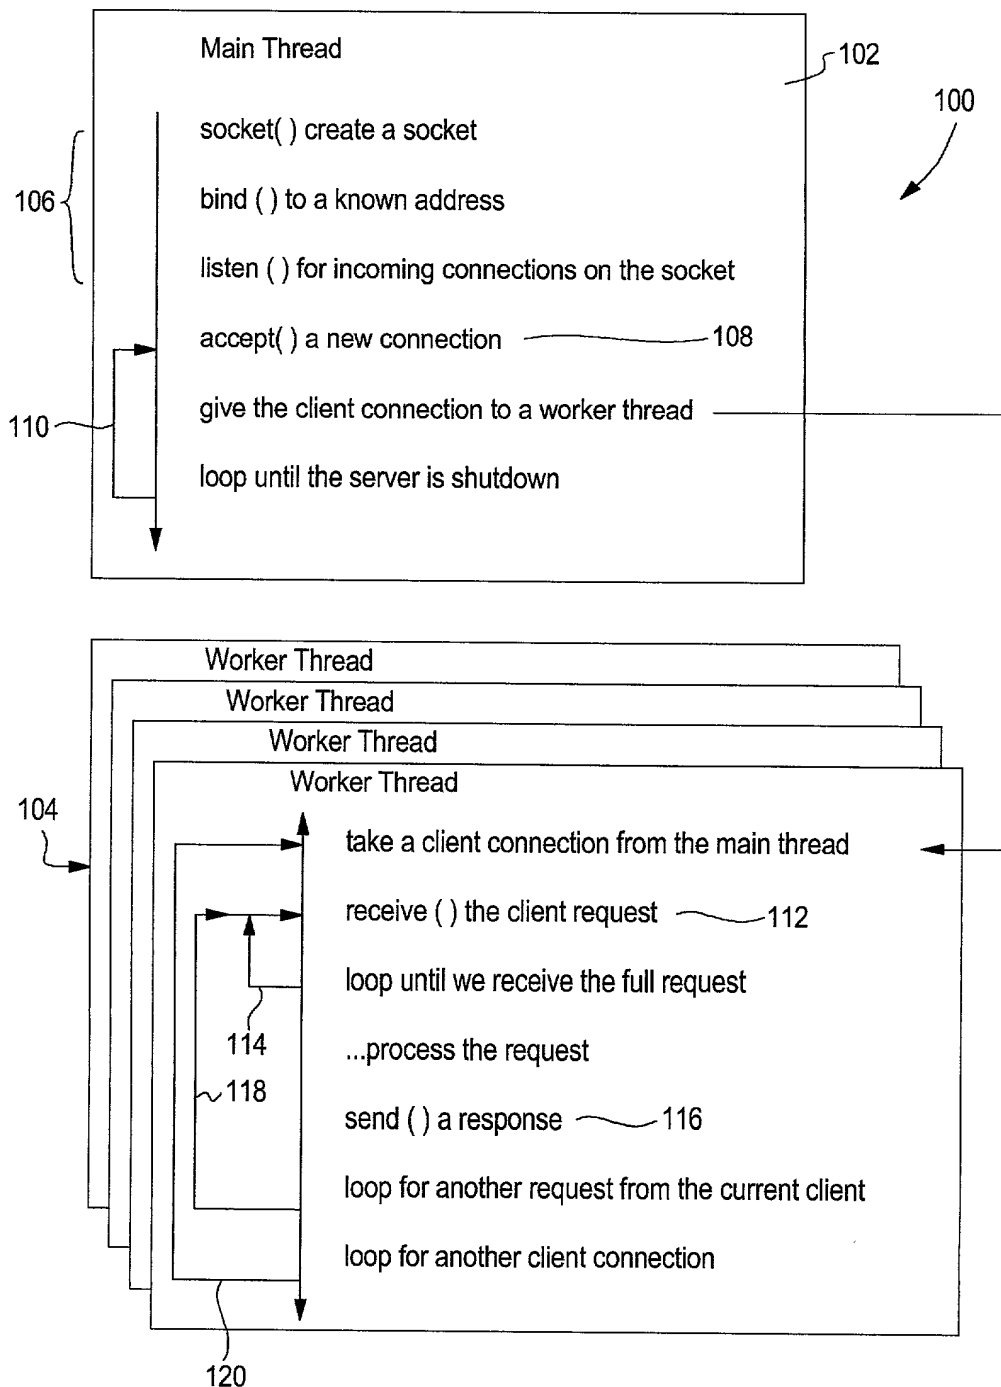 Main Thread
102
100
socket( ) create a socket
106
bind ( ) to a known address
listen ( ) for incoming connections on the socket
accept( ) a new connection
108
110
give the client connection to a worker thread
loop until the server is shutdown
Worker Thread
Worker Thread
Worker Thread
Worker Thread
104
take a client connection from the main thread
receive ( ) the client request
112
loop until we receive the full request
114
...process the request
118
send ( ) a response
116
loop for another request from the current client
loop for another client connection
120